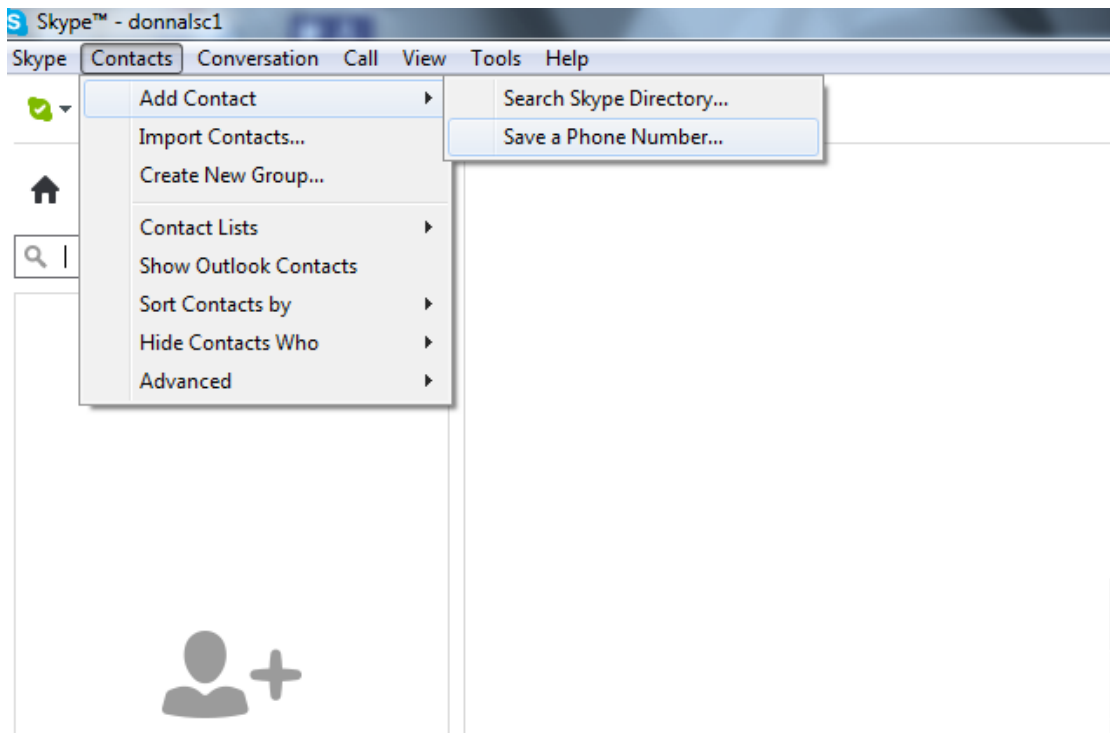 S Skype™ - donnalsc1
Skype Contacts Conversation Call View Tools Help
Add Contact
Search Skype Directory...
Import Contacts...
Save a Phone Number...
Create New Group...
Contact Lists
Show Outlook Contacts
Sort Contacts by
Hide Contacts Who
Advanced